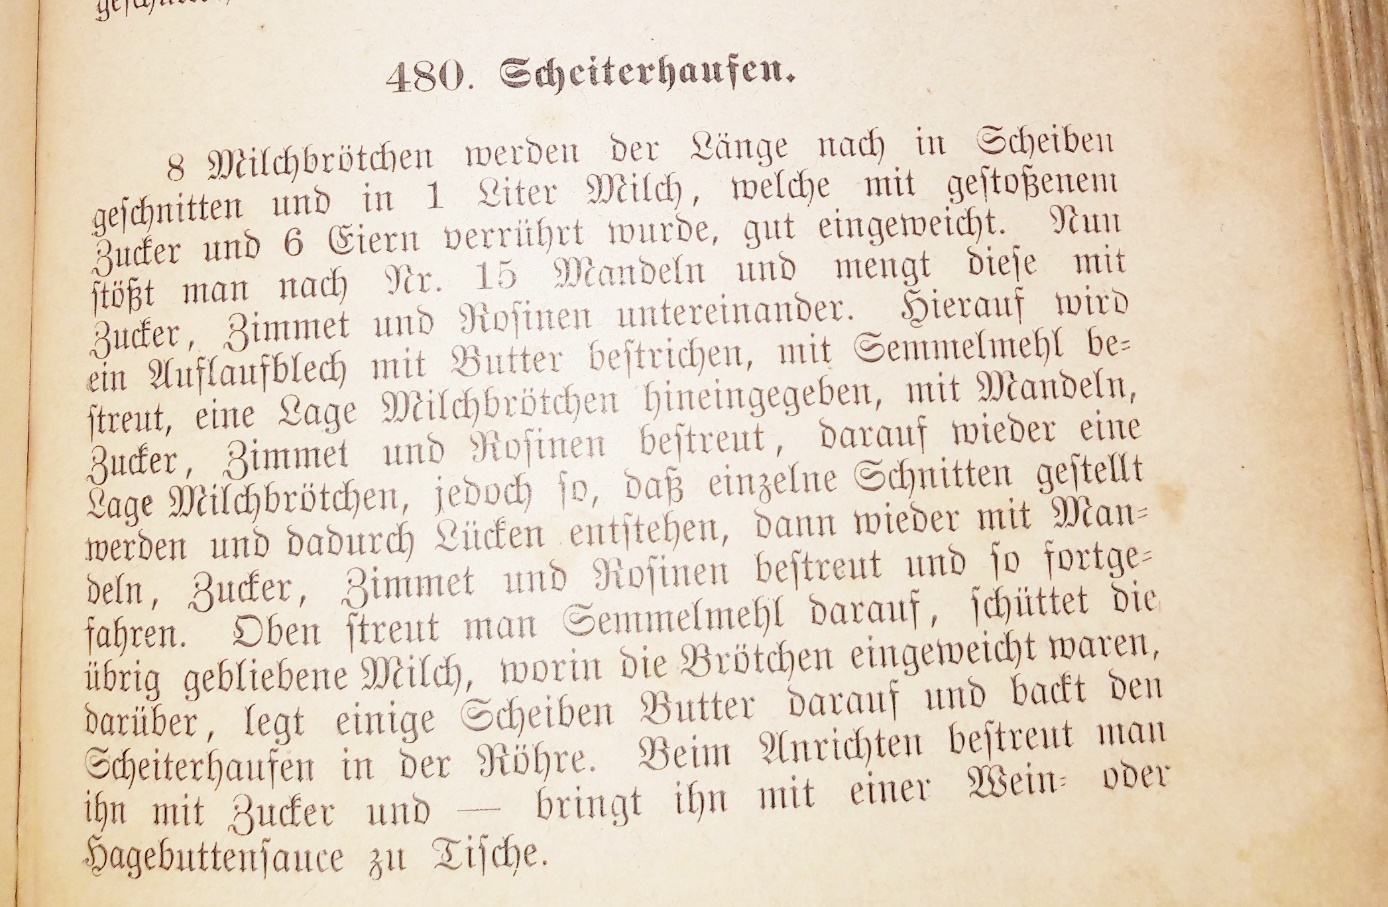 480. Scheiterhaufen.
8 Milchbrötchen werden der Länge nach in Scheiben
geschnitten und in 1 Liter Milch, welche mit gestoßenem
Zucker und 6 Eiern verrührt wurde, gut eingeweicht. Nun
stößt man nach Nr. 15 Mandeln und mengt diese mit
Zucker, Zimmet und Rosinen untereinander. Hierauf wird
ein Auflaufblech mit Butter bestrichen, mit Semmelmehl be-
streut, eine Lage Milchbrötchen hineingegeben, mit Mandeln,
Zucker, Zimmet und Rosinen bestreut, darauf wieder eine
Lage Milchbrötchen, jedoch so, daß einzelne Schnitten gestellt
werden und dadurch Lücken entstehen, dann wieder mit Man-
deln, Zucker, Zimmet und Rosinen bestreut und so fortge-
fahren. Oben streut man Semmelmehl darauf, schüttet die
übrig gebliebene Milch, worin die Brötchen eingeweicht waren,
darüber, legt einige Scheiben Butter darauf und backt den
Scheiterhaufen in der Röhre. Beim Anrichten bestreut man
ihn mit Zucker und — bringt ihn mit einer Wein- oder
Hagebuttensauce zu Tische.